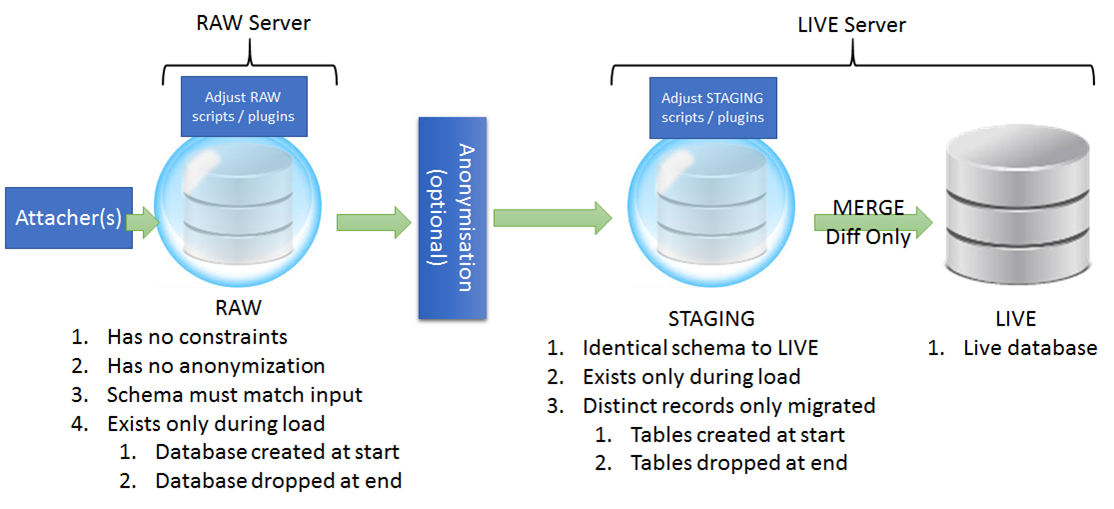 RAW Server
LIVE Server
Adjust RAW
scripts / plugins
Adjust STAGING
scripts / plugins
Attacher(s)
Anonymisation
(optional)
MERGE
Diff Only
RAW
1. Has no constraints
2. Has no anonymization
3. Schema must match input
4. Exists only during load
1. Database created at start
2. Database dropped at end
STAGING
1. Identical schema to LIVE
2. Exists only during load
3. Distinct records only migrated
1. Tables created at start
2. Tables dropped at end
LIVE
1. Live database